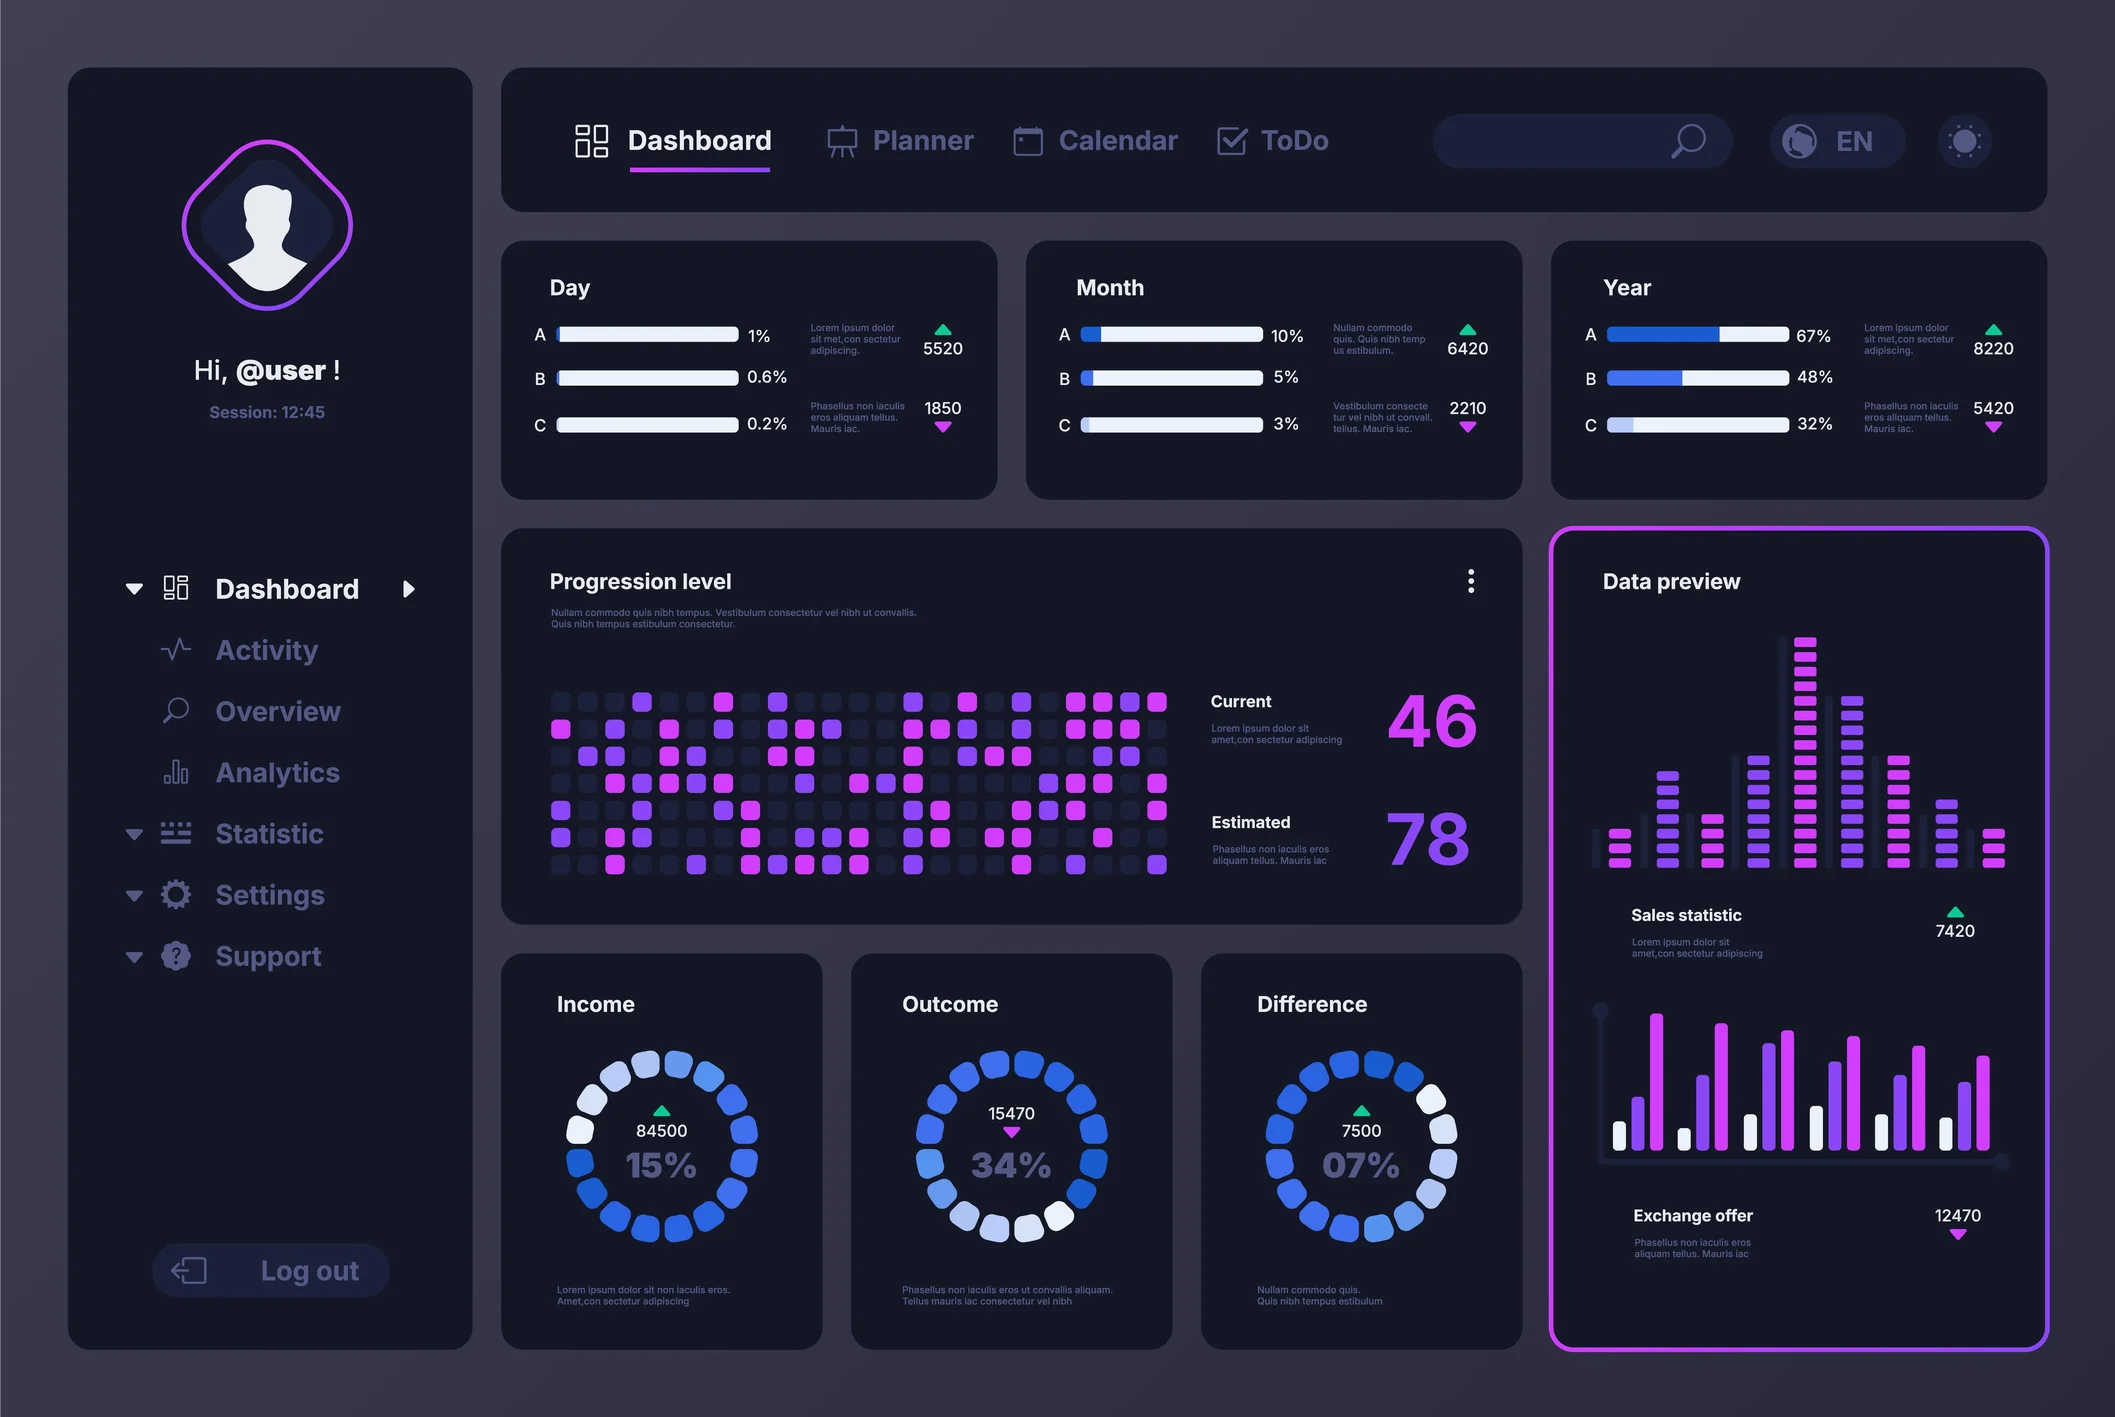 Hi, @user !
Session: 12:45
Dashboard
Activity
Overview
Analytics
Statistic
Settings
? Support
Log out
Dashboard Planner Calendar ToDo EN
Day
A 1%
B 0.6%
C 0.2%
Lorem ipsum dolor
sit met,con sectetur
adipiscing.
5520
Phasellus non iaculis
eros aliquam tellus.
Mauris iac.
1850
Month
A 10%
B 5%
C 3%
Nullam commodo
quis. Quis nibh temp
us estibulum.
6420
Vestibulum consecte
tur vel nibh ut convall.
tellus. Mauris iac.
2210
Year
A 67%
B 48%
C 32%
Lorem ipsum dolor
sit met,con sectetur
adipiscing.
8220
Phasellus non iaculis
eros aliquam tellus.
Mauris iac.
5420
Progression level
Nullam commodo quis nibh tempus. Vestibulum consectetur vel nibh ut convallis.
Quis nibh tempus estibulum consectetur.
Current
Lorem ipsum dolor sit
amet,con sectetur adipiscing
46
Estimated
Phasellus non iaculis eros
aliquam tellus. Mauris iac
78
Income
84500
15%
Lorem ipsum dolor sit non iaculis eros.
Amet,con sectetur adipiscing
Outcome
15470
34%
Phasellus non iaculis eros ut convallis aliquam.
Tellus mauris iac consectetur vel nibh
Difference
7500
07%
Nullam commodo quis.
Quis nibh tempus estibulum
Data preview
Sales statistic
Lorem ipsum dolor sit
amet,con sectetur adipiscing
7420
Exchange offer
Phasellus non iaculis eros
aliquam tellus. Mauris iac
12470